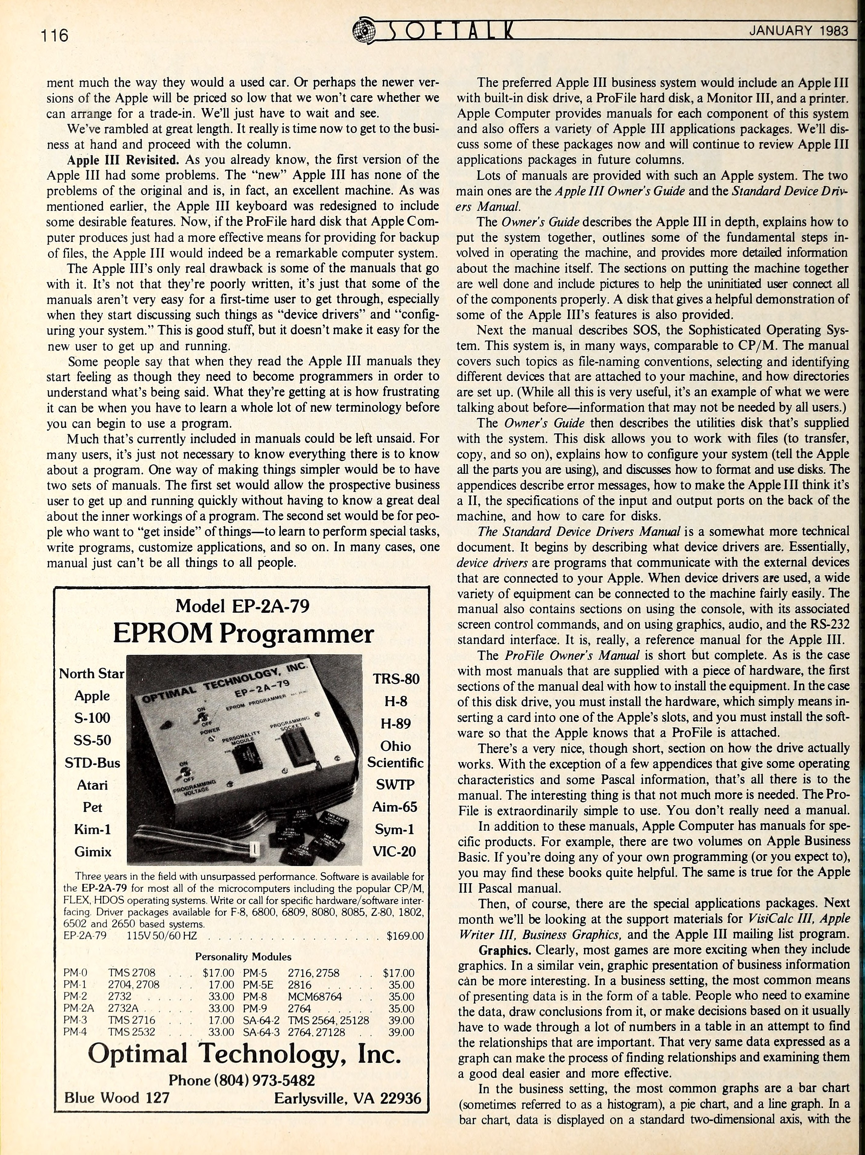 116
SOFTALK
JANUARY 1983
ment much the way they would a used car. Or perhaps the newer ver-
sions of the Apple will be priced so low that we won't care whether we
can arrange for a trade-in. We'll just have to wait and see.
We've rambled at great length. It really is time now to get to the busi-
ness at hand and proceed with the column.
Apple III Revisited. As you already know, the first version of the
Apple III had some problems. The "new" Apple III has none of the
problems of the original and is, in fact, an excellent machine. As was
mentioned earlier, the Apple III keyboard was redesigned to include
some desirable features. Now, if the ProFile hard disk that Apple Com-
puter produces just had a more effective means for providing for backup
of files, the Apple III would indeed be a remarkable computer system.
The Apple III's only real drawback is some of the manuals that go
with it. It's not that they're poorly written, it's just that some of the
manuals aren't very easy for a first-time user to get through, especially
when they start discussing such things as "device drivers" and "config-
uring your system." This is good stuff, but it doesn't make it easy for the
new user to get up and running.
Some people say that when they read the Apple III manuals they
start feeling as though they need to become programmers in order to
understand what's being said. What they're getting at is how frustrating
it can be when you have to learn a whole lot of new terminology before
you can begin to use a program.
Much that's currently included in manuals could be left unsaid. For
many users, it's just not necessary to know everything there is to know
about a program. One way of making things simpler would be to have
two sets of manuals. The first set would allow the prospective business
user to get up and running quickly without having to know a great deal
about the inner workings of a program. The second set would be for peo-
ple who want to "get inside" of things—to learn to perform special tasks,
write programs, customize applications, and so on. In many cases, one
manual just can't be all things to all people.
Model EP-2A-79
EPROM Programmer
North Star
Apple
S-100
SS-50
STD-Bus
Atari
Pet
Kim-1
Gimix
OPTIMAL TECHNOLOGY, INC.
EP-2A-79
EPROM PROGRAMMER
ON
OFF
POWER
PERSONALITY
MODULE
PROGRAMMING
SOCKET
ON
OFF
PROGRAMMING
VOLTAGE
TRS-80
H-8
H-89
Ohio
Scientific
SWTP
Aim-65
Sym-1
VIC-20
Three years in the field with unsurpassed performance. Software is available for
the EP-2A-79 for most all of the microcomputers including the popular CP/M,
FLEX, HDOS operating systems. Write or call for specific hardware/software inter-
facing. Driver packages available for F-8, 6800, 6809, 8080, 8085, Z-80, 1802,
6502 and 2650 based systems.
EP-2A-79 115V 50/60 HZ . . . . . . . . . . . . . . . . . . . . $169.00
Personality Modules
PM-0 TMS 2708 . . . $17.00 PM-5 2716, 2758 . . $17.00
PM-1 2704, 2708 . . . 17.00 PM-5E 2816 . . . . . 35.00
PM-2 2732 . . . . . 33.00 PM-8 MCM68764 . . 35.00
PM-2A 2732A . . . . 33.00 PM-9 2764 . . . . . 35.00
PM-3 TMS 2716 . . . 17.00 SA-64-2 TMS 2564, 25128 39.00
PM-4 TMS 2532 . . . 33.00 SA-64-3 2764, 27128 . . . 39.00
Optimal Technology, Inc.
Phone (804) 973-5482
Blue Wood 127 Earlysville, VA 22936
The preferred Apple III business system would include an Apple III
with built-in disk drive, a ProFile hard disk, a Monitor III, and a printer.
Apple Computer provides manuals for each component of this system
and also offers a variety of Apple III applications packages. We'll dis-
cuss some of these packages now and will continue to review Apple III
applications packages in future columns.
Lots of manuals are provided with such an Apple system. The two
main ones are the Apple III Owner's Guide and the Standard Device Driv-
ers Manual.
The Owner's Guide describes the Apple III in depth, explains how to
put the system together, outlines some of the fundamental steps in-
volved in operating the machine, and provides more detailed information
about the machine itself. The sections on putting the machine together
are well done and include pictures to help the uninitiated user connect all
of the components properly. A disk that gives a helpful demonstration of
some of the Apple III's features is also provided.
Next the manual describes SOS, the Sophisticated Operating Sys-
tem. This system is, in many ways, comparable to CP/M. The manual
covers such topics as file-naming conventions, selecting and identifying
different devices that are attached to your machine, and how directories
are set up. (While all this is very useful, it's an example of what we were
talking about before—information that may not be needed by all users.)
The Owner's Guide then describes the utilities disk that's supplied
with the system. This disk allows you to work with files (to transfer,
copy, and so on), explains how to configure your system (tell the Apple
all the parts you are using), and discusses how to format and use disks. The
appendices describe error messages, how to make the Apple III think it's
a II, the specifications of the input and output ports on the back of the
machine, and how to care for disks.
The Standard Device Drivers Manual is a somewhat more technical
document. It begins by describing what device drivers are. Essentially,
device drivers are programs that communicate with the external devices
that are connected to your Apple. When device drivers are used, a wide
variety of equipment can be connected to the machine fairly easily. The
manual also contains sections on using the console, with its associated
screen control commands, and on using graphics, audio, and the RS-232
standard interface. It is, really, a reference manual for the Apple III.
The ProFile Owner's Manual is short but complete. As is the case
with most manuals that are supplied with a piece of hardware, the first
sections of the manual deal with how to install the equipment. In the case
of this disk drive, you must install the hardware, which simply means in-
serting a card into one of the Apple's slots, and you must install the soft-
ware so that the Apple knows that a ProFile is attached.
There's a very nice, though short, section on how the drive actually
works. With the exception of a few appendices that give some operating
characteristics and some Pascal information, that's all there is to the
manual. The interesting thing is that not much more is needed. The Pro-
File is extraordinarily simple to use. You don't really need a manual.
In addition to these manuals, Apple Computer has manuals for spe-
cific products. For example, there are two volumes on Apple Business
Basic. If you're doing any of your own programming (or you expect to),
you may find these books quite helpful. The same is true for the Apple
III Pascal manual.
Then, of course, there are the special applications packages. Next
month we'll be looking at the support materials for VisiCalc III, Apple
Writer III, Business Graphics, and the Apple III mailing list program.
Graphics. Clearly, most games are more exciting when they include
graphics. In a similar vein, graphic presentation of business information
can be more interesting. In a business setting, the most common means
of presenting data is in the form of a table. People who need to examine
the data, draw conclusions from it, or make decisions based on it usually
have to wade through a lot of numbers in a table in an attempt to find
the relationships that are important. That very same data expressed as a
graph can make the process of finding relationships and examining them
a good deal easier and more effective.
In the business setting, the most common graphs are a bar chart
(sometimes referred to as a histogram), a pie chart, and a line graph. In a
bar chart, data is displayed on a standard two-dimensional axis, with the